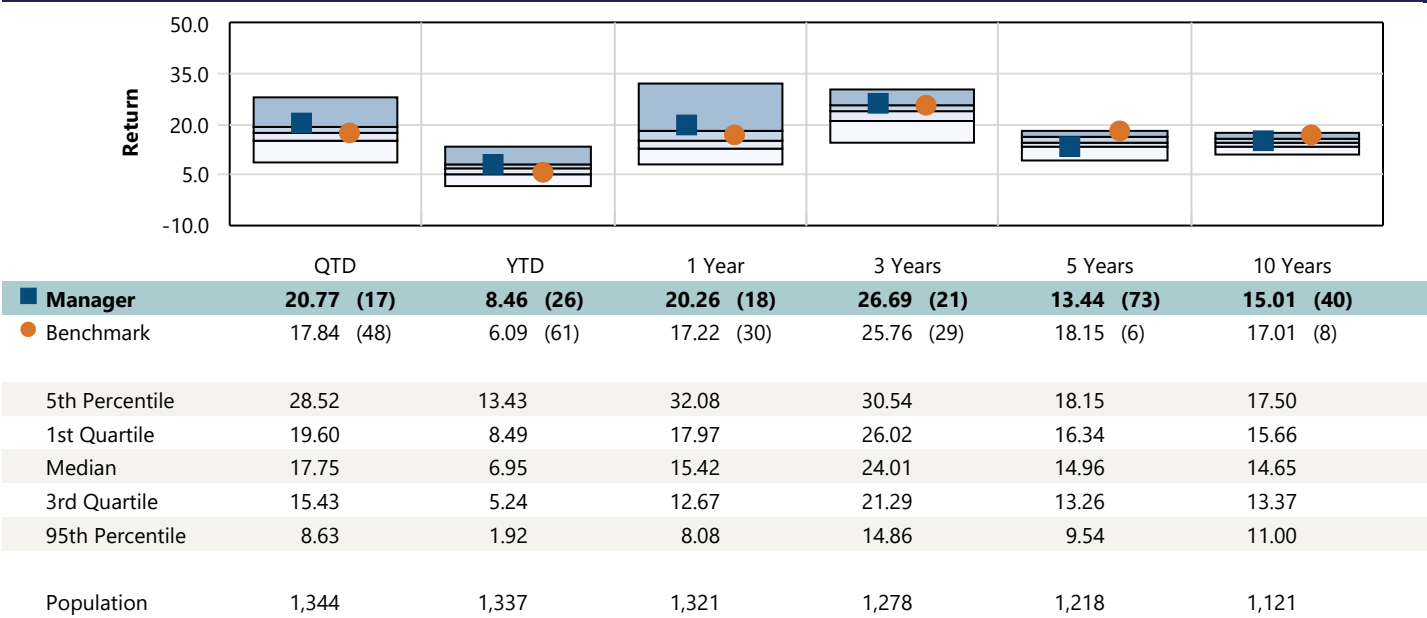 50.0
35.0
20.0
5.0
-10.0
Return
QTD YTD 1 Year 3 Years 5 Years 10 Years
Manager 20.77 (17) 8.46 (26) 20.26 (18) 26.69 (21) 13.44 (73) 15.01 (40)
Benchmark 17.84 (48) 6.09 (61) 17.22 (30) 25.76 (29) 18.15 (6) 17.01 (8)
5th Percentile 28.52 13.43 32.08 30.54 18.15 17.50
1st Quartile 19.60 8.49 17.97 26.02 16.34 15.66
Median 17.75 6.95 15.42 24.01 14.96 14.65
3rd Quartile 15.43 5.24 12.67 21.29 13.26 13.37
95th Percentile 8.63 1.92 8.08 14.86 9.54 11.00
Population 1,344 1,337 1,321 1,278 1,218 1,121